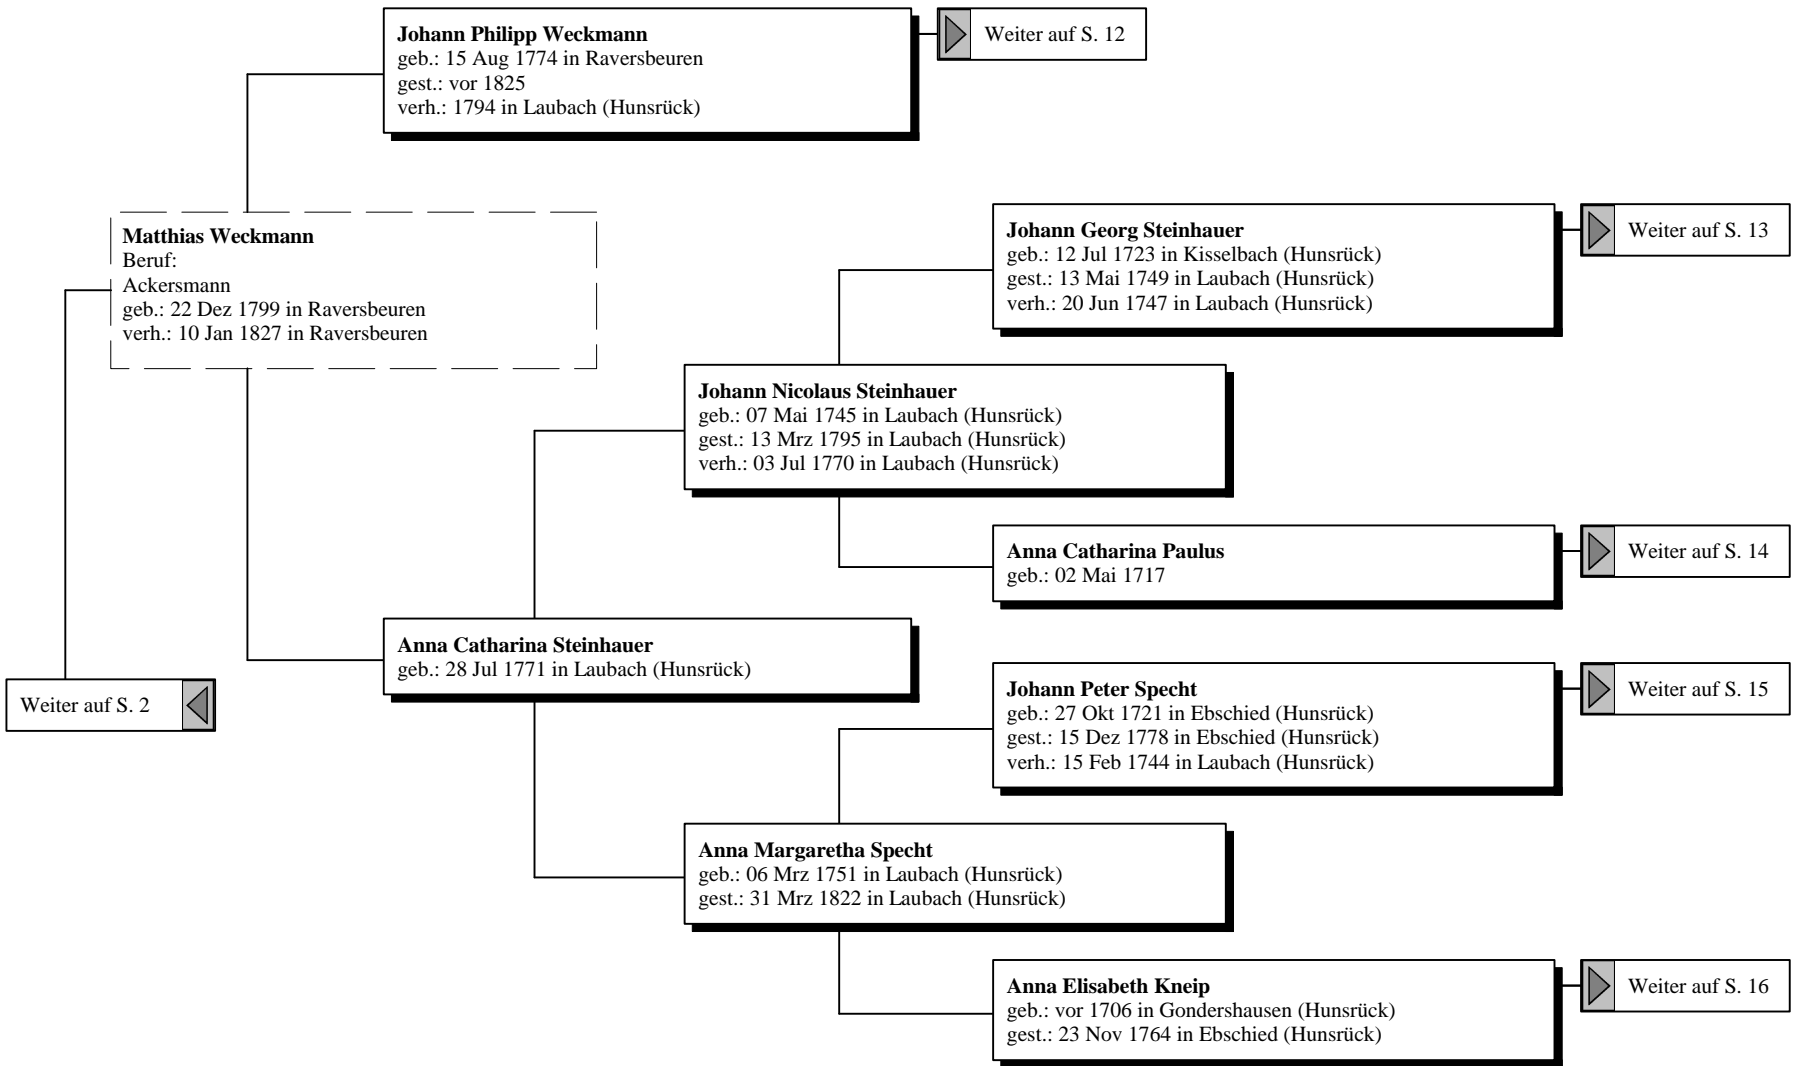 Johann Philipp Weckmann
geb.: 15 Aug 1774 in Raversbeuren
gest.: vor 1825
verh.: 1794 in Laubach (Hunsrück)
Weiter auf S. 12
Matthias Weckmann
Beruf:
Ackersmann
geb.: 22 Dez 1799 in Raversbeuren
verh.: 10 Jan 1827 in Raversbeuren
Johann Georg Steinhauer
geb.: 12 Jul 1723 in Kisselbach (Hunsrück)
gest.: 13 Mai 1749 in Laubach (Hunsrück)
verh.: 20 Jun 1747 in Laubach (Hunsrück)
Weiter auf S. 13
Johann Nicolaus Steinhauer
geb.: 07 Mai 1745 in Laubach (Hunsrück)
gest.: 13 Mrz 1795 in Laubach (Hunsrück)
verh.: 03 Jul 1770 in Laubach (Hunsrück)
Anna Catharina Paulus
geb.: 02 Mai 1717
Weiter auf S. 14
Anna Catharina Steinhauer
geb.: 28 Jul 1771 in Laubach (Hunsrück)
Weiter auf S. 2
Johann Peter Specht
geb.: 27 Okt 1721 in Ebschied (Hunsrück)
gest.: 15 Dez 1778 in Ebschied (Hunsrück)
verh.: 15 Feb 1744 in Laubach (Hunsrück)
Weiter auf S. 15
Anna Margaretha Specht
geb.: 06 Mrz 1751 in Laubach (Hunsrück)
gest.: 31 Mrz 1822 in Laubach (Hunsrück)
Anna Elisabeth Kneip
geb.: vor 1706 in Gondershausen (Hunsrück)
gest.: 23 Nov 1764 in Ebschied (Hunsrück)
Weiter auf S. 16